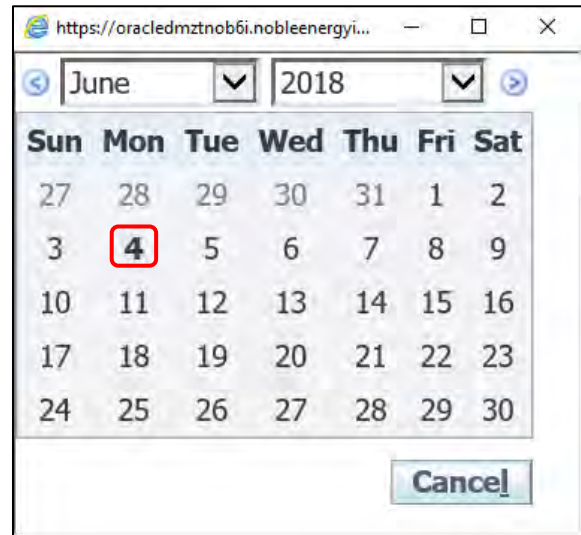 https://oracledmztnob6i.nobleenergyi...
June 2018
Sun Mon Tue Wed Thu Fri Sat
27 28 29 30 31 1 2
3 4 5 6 7 8 9
10 11 12 13 14 15 16
17 18 19 20 21 22 23
24 25 26 27 28 29 30
Cancel